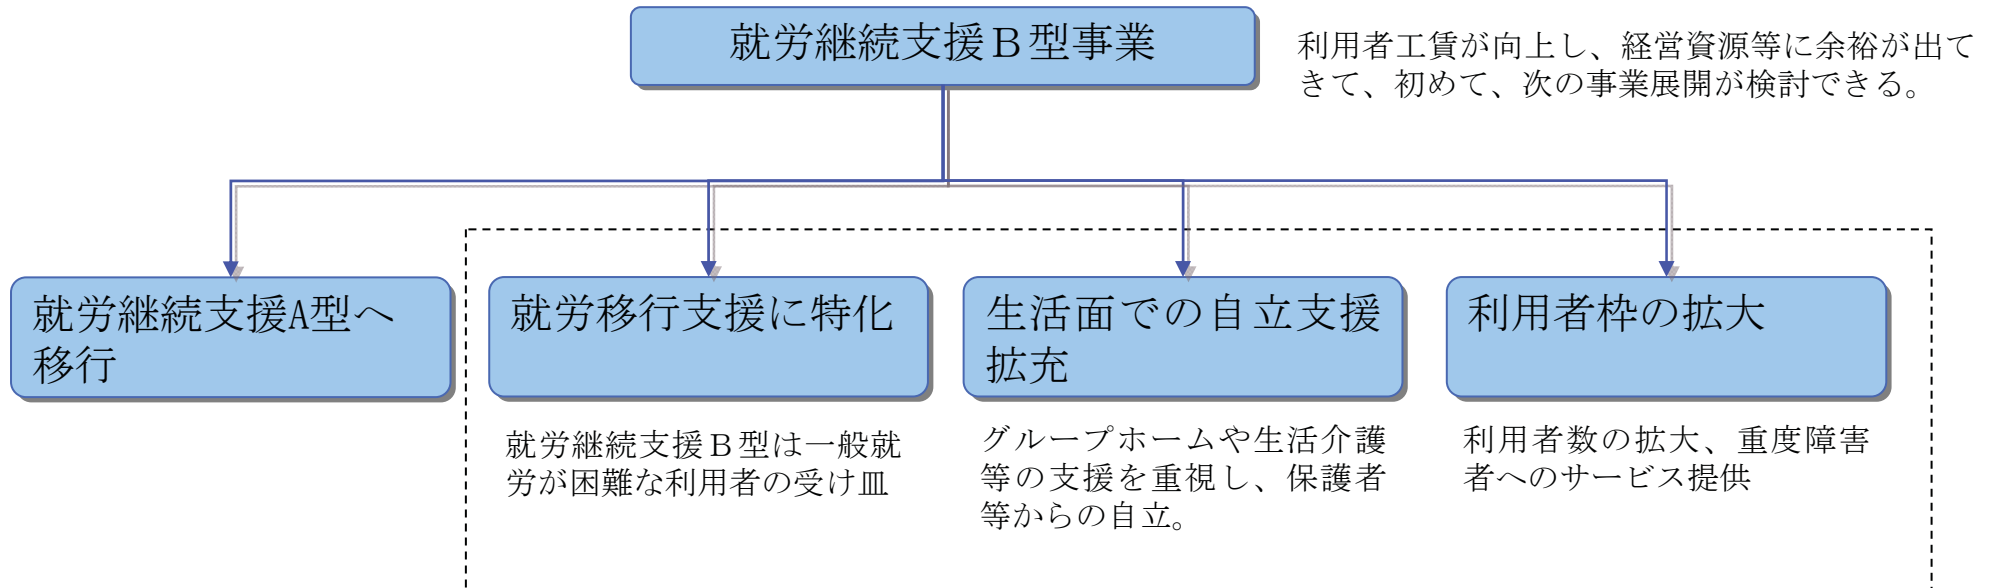 就労継続支援Ｂ型事業
利用者工賃が向上し、経営資源等に余裕が出て
きて、初めて、次の事業展開が検討できる。
就労継続支援A型へ
移行
就労移行支援に特化
生活面での自立支援
拡充
利用者枠の拡大
就労継続支援Ｂ型は一般就
労が困難な利用者の受け皿
グループホームや生活介護
等の支援を重視し、保護者
等からの自立。
利用者数の拡大、重度障害
者へのサービス提供